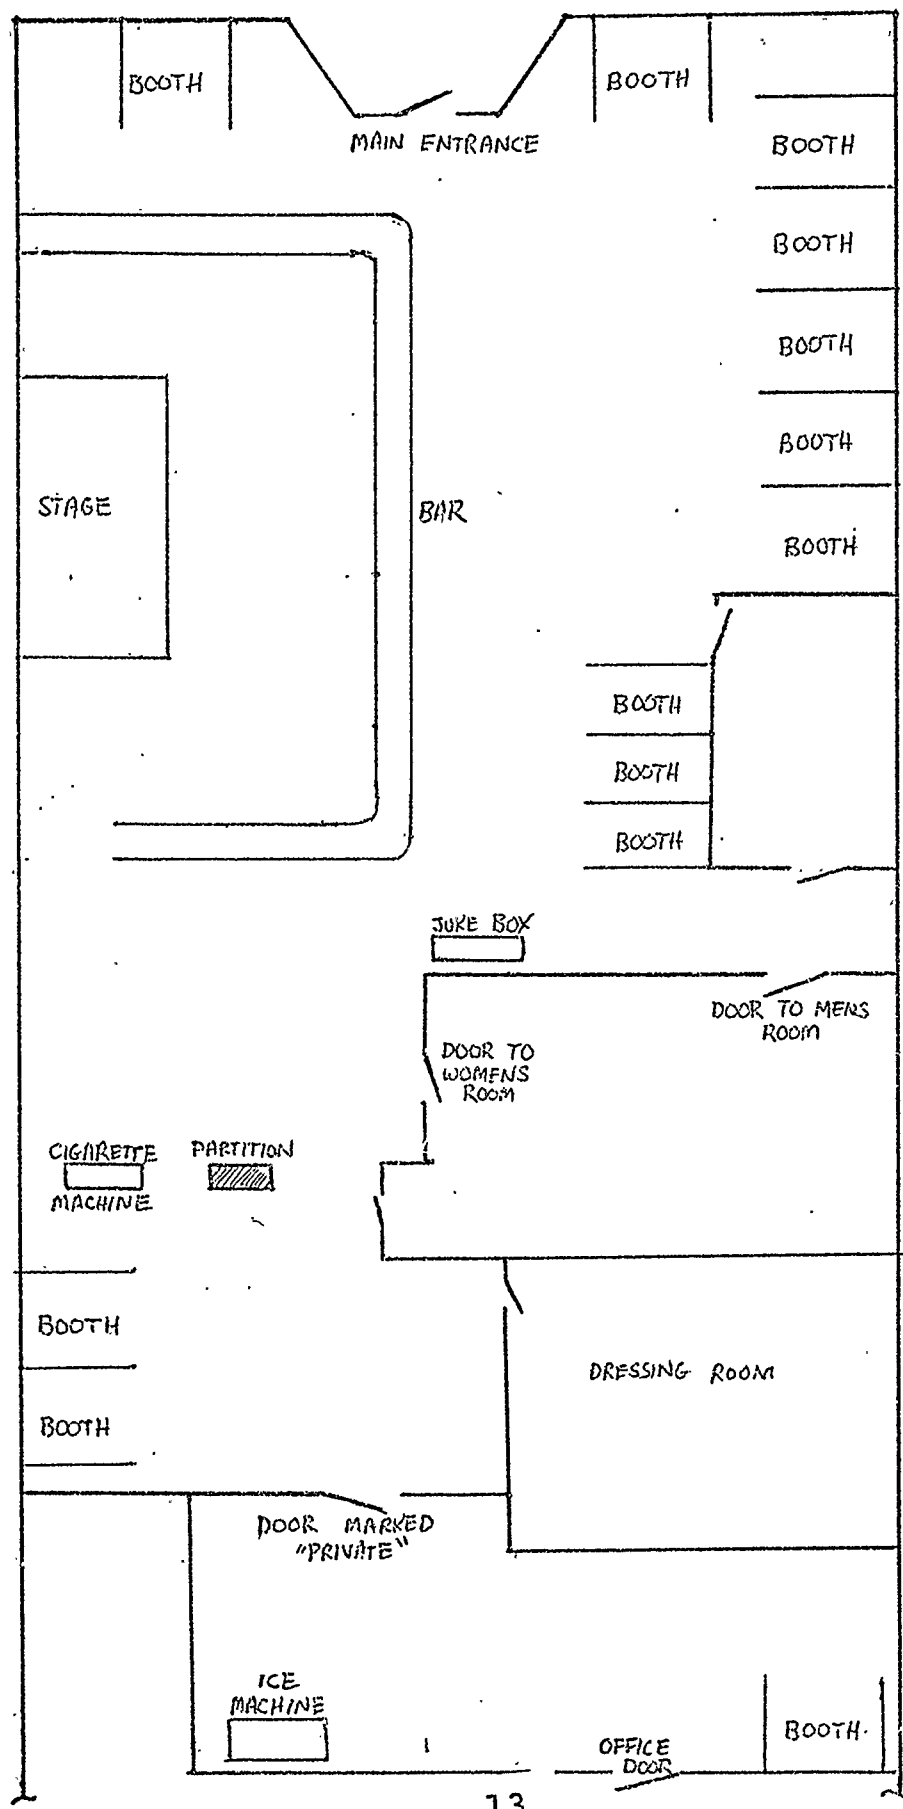 BOOTH
BOOTH
MAIN ENTRANCE
BOOTH
BOOTH
BOOTH
BOOTH
STAGE
BAR
BOOTH
BOOTH
BOOTH
BOOTH
JUKE BOX
DOOR TO MENS
ROOM
DOOR TO
WOMENS
ROOM
CIGARETTE
MACHINE
PARTITION
BOOTH
DRESSING ROOM
BOOTH
DOOR MARKED
"PRIVATE"
ICE
MACHINE
BOOTH
OFFICE
DOOR
13